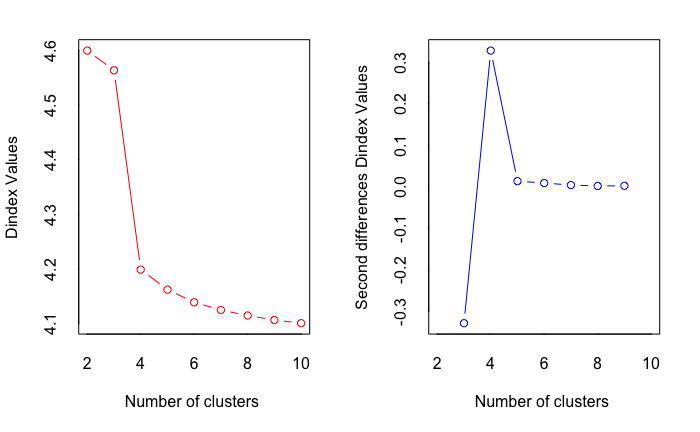 Dindex Values
4.1 4.2 4.3 4.4 4.5 4.6
2 4 6 8 10
Number of clusters
Second differences Dindex Values
-0.3 -0.2 -0.1 0.0 0.1 0.2 0.3
2 4 6 8 10
Number of clusters